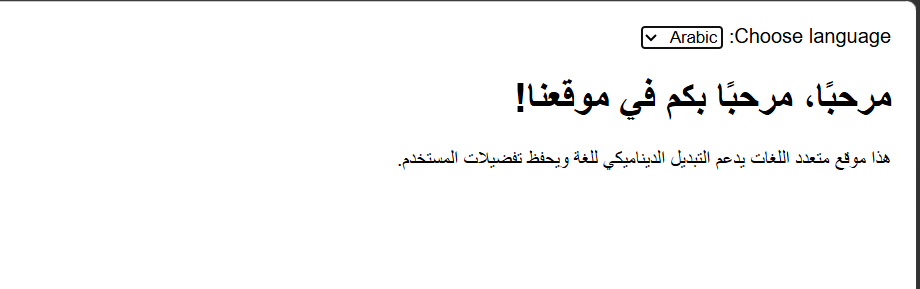 Choose language: Arabic
مرحبًا، مرحبًا بكم في موقعنا!
هذا موقع متعدد اللغات يدعم التبديل الديناميكي للغة ويحفظ تفضيلات المستخدم.